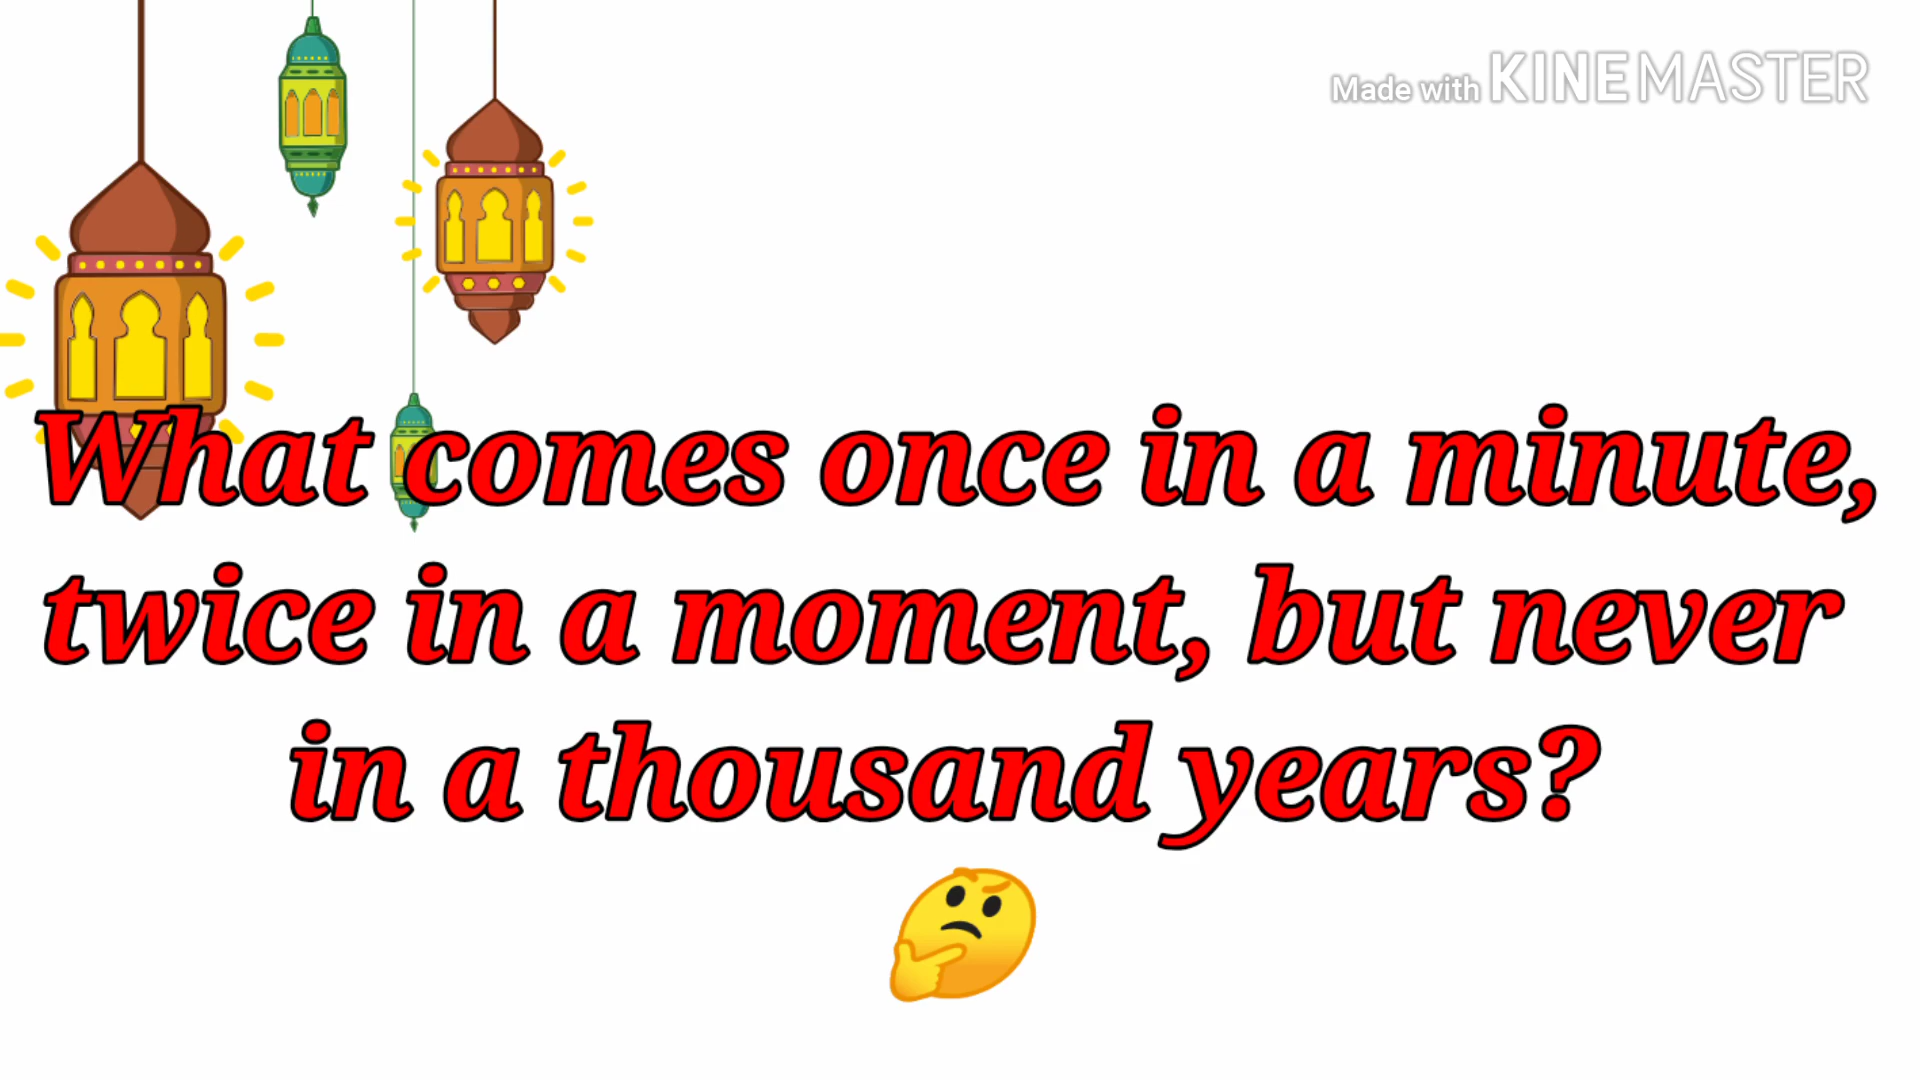 Made with KINEMASTER
What comes once in a minute,
twice in a moment, but never
in a thousand years?